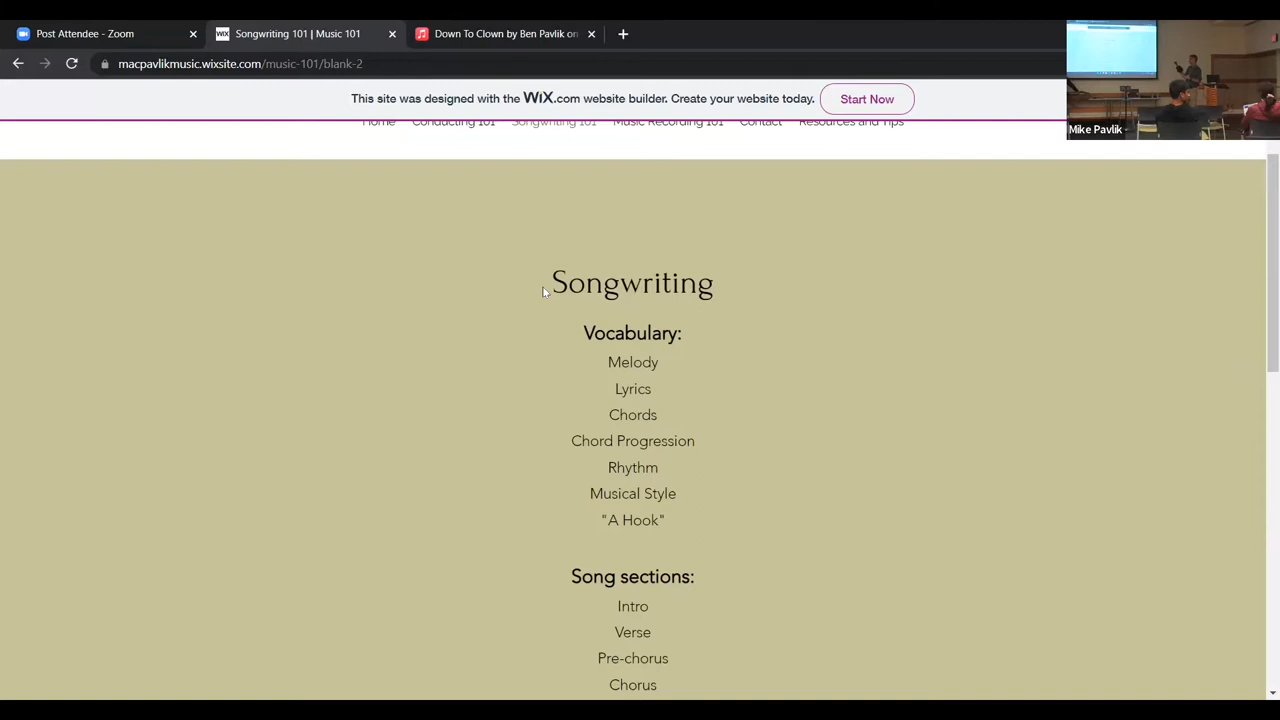 Post Attendee - Zoom
WiX Songwriting 101 | Music 101
Down To Clown by Ben Pavlik on
macpavlikmusic.wixsite.com/music-101/blank-2
This site was designed with the WiX.com website builder. Create your website today.
Start Now
Home Conducting 101 Songwriting 101 Music Recording 101 Contact Resources and Tips
Mike Pavlik
Songwriting
Vocabulary:
Melody
Lyrics
Chords
Chord Progression
Rhythm
Musical Style
"A Hook"
Song sections:
Intro
Verse
Pre-chorus
Chorus